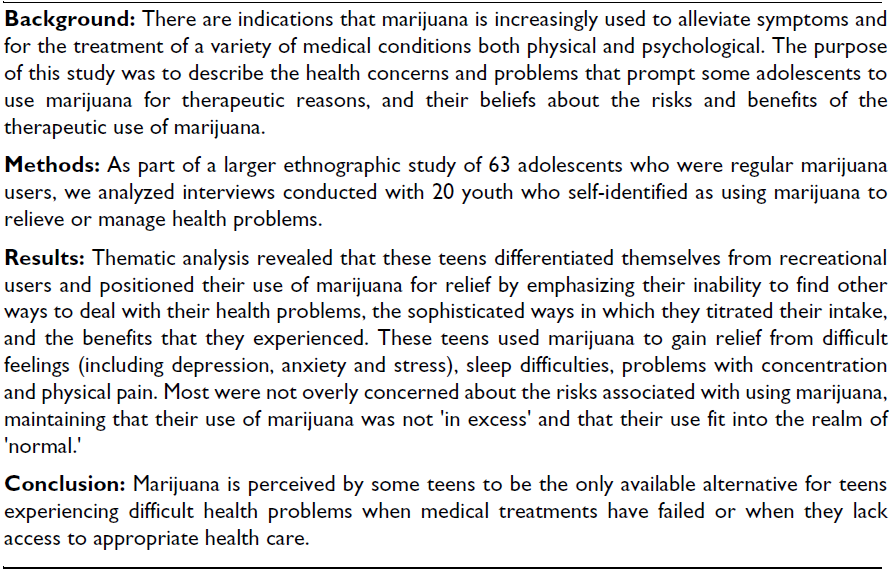 Background: There are indications that marijuana is increasingly used to alleviate symptoms and
for the treatment of a variety of medical conditions both physical and psychological. The purpose
of this study was to describe the health concerns and problems that prompt some adolescents to
use marijuana for therapeutic reasons, and their beliefs about the risks and benefits of the
therapeutic use of marijuana.
Methods: As part of a larger ethnographic study of 63 adolescents who were regular marijuana
users, we analyzed interviews conducted with 20 youth who self-identified as using marijuana to
relieve or manage health problems.
Results: Thematic analysis revealed that these teens differentiated themselves from recreational
users and positioned their use of marijuana for relief by emphasizing their inability to find other
ways to deal with their health problems, the sophisticated ways in which they titrated their intake,
and the benefits that they experienced. These teens used marijuana to gain relief from difficult
feelings (including depression, anxiety and stress), sleep difficulties, problems with concentration
and physical pain. Most were not overly concerned about the risks associated with using marijuana,
maintaining that their use of marijuana was not 'in excess' and that their use fit into the realm of
'normal.'
Conclusion: Marijuana is perceived by some teens to be the only available alternative for teens
experiencing difficult health problems when medical treatments have failed or when they lack
access to appropriate health care.